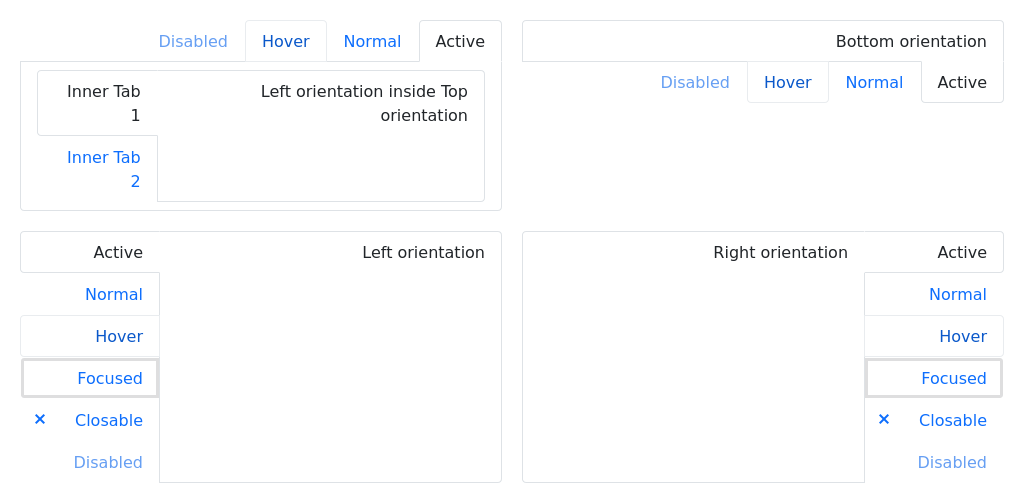 Disabled Hover Normal Active
Inner Tab 1
Left orientation inside Top orientation
Inner Tab 2
Bottom orientation
Disabled Hover Normal Active
Active
Normal
Hover
Focused
× Closable
Disabled
Left orientation
Right orientation
Active
Normal
Hover
Focused
× Closable
Disabled